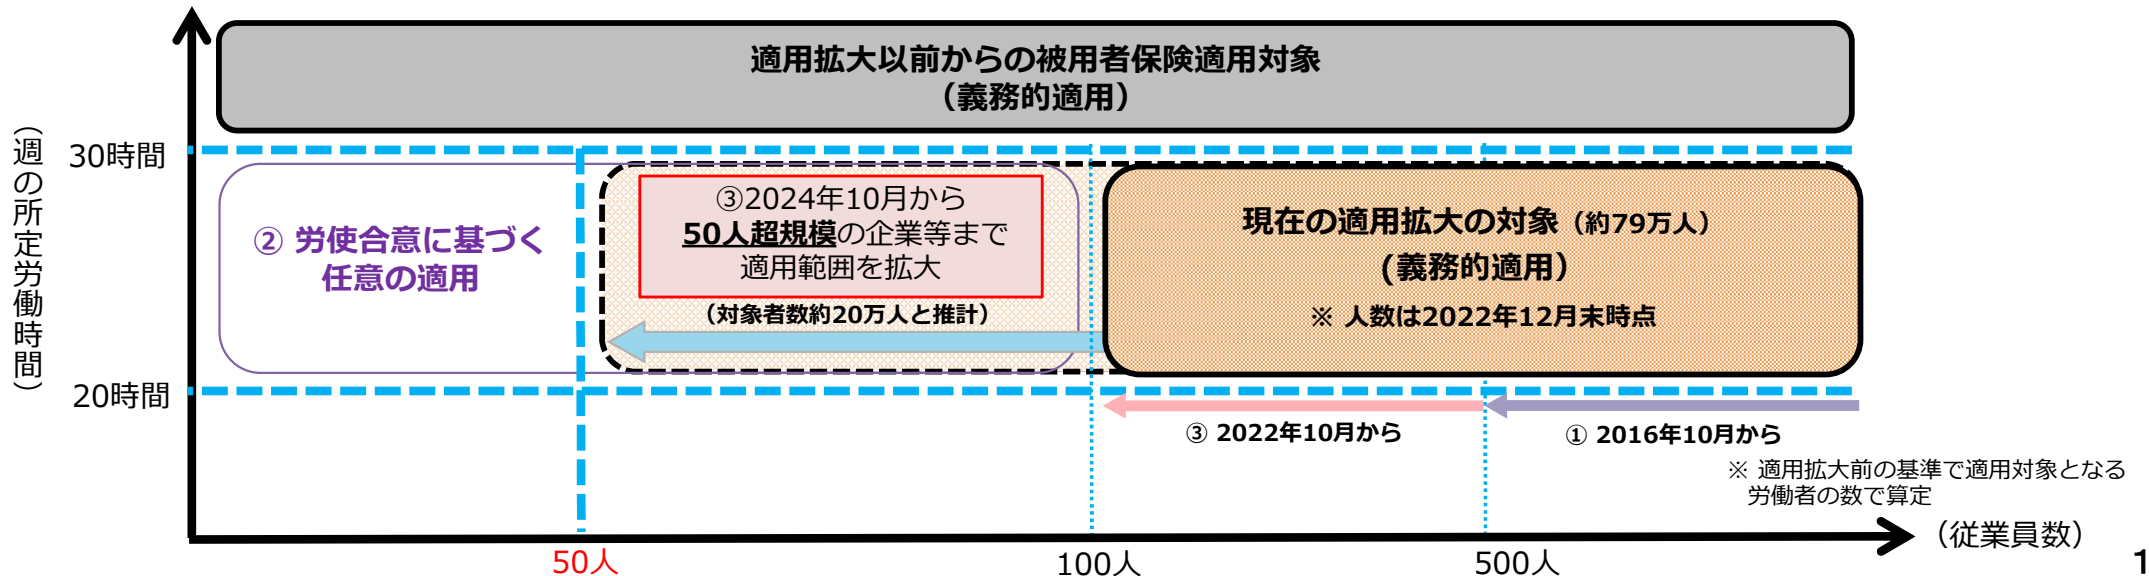 適用拡大以前からの被用者保険適用対象
（義務的適用）
（週の所定労働時間）
30時間
② 労使合意に基づく
任意の適用
③2024年10月から
50人超規模の企業等まで
適用範囲を拡大
（対象者数約20万人と推計）
現在の適用拡大の対象（約79万人）
(義務的適用）
※ 人数は2022年12月末時点
20時間
③ 2022年10月から
① 2016年10月から
※ 適用拡大前の基準で適用対象となる
労働者の数で算定
（従業員数）
50人
100人
500人
1